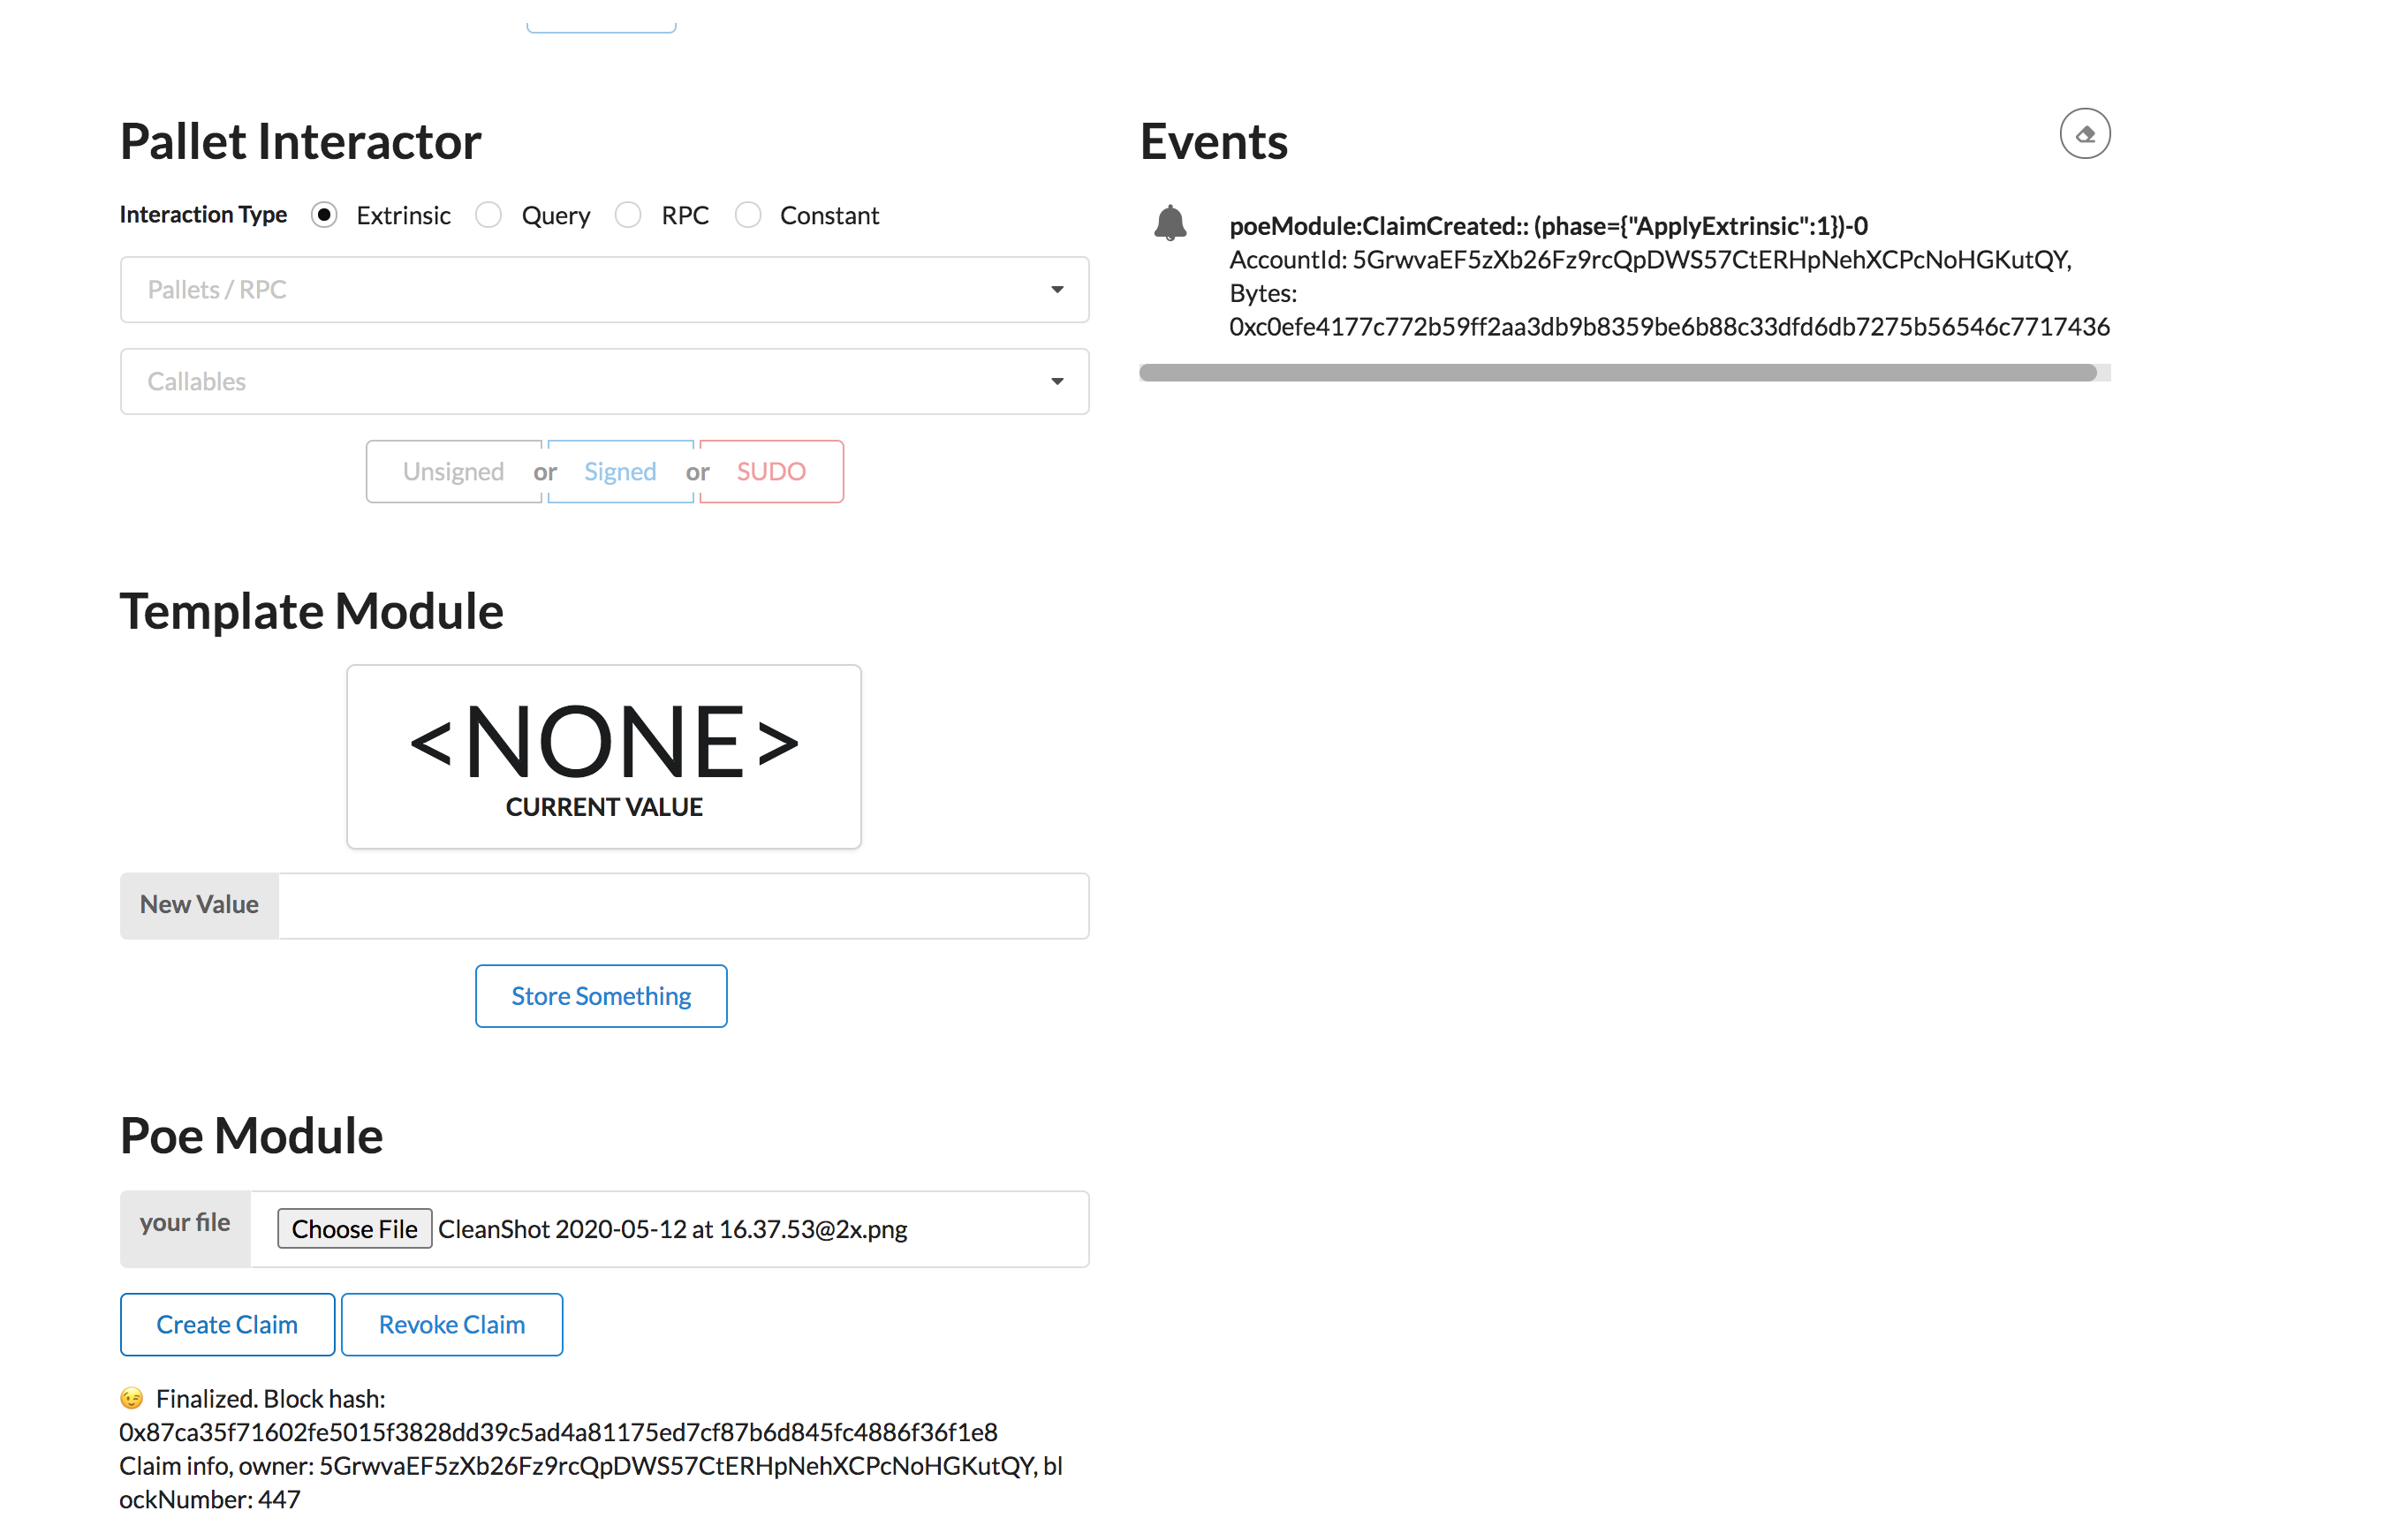 Pallet Interactor
Interaction Type Extrinsic Query RPC Constant
Pallets / RPC
Callables
Unsigned or Signed or SUDO
Template Module
<NONE>
CURRENT VALUE
New Value
Store Something
Poe Module
your file Choose File CleanShot 2020-05-12 at 16.37.53@2x.png
Create Claim Revoke Claim
😉 Finalized. Block hash:
0x87ca35f71602fe5015f3828dd39c5ad4a81175ed7cf87b6d845fc4886f36f1e8
Claim info, owner: 5GrwvaEF5zXb26Fz9rcQpDWS57CtERHpNehXCPcNoHGKutQY, bl
ockNumber: 447
Events
poeModule:ClaimCreated:: (phase={"ApplyExtrinsic":1})-0
AccountId: 5GrwvaEF5zXb26Fz9rcQpDWS57CtERHpNehXCPcNoHGKutQY,
Bytes:
0xc0efe4177c772b59ff2aa3db9b8359be6b88c33dfd6db7275b56546c7717436